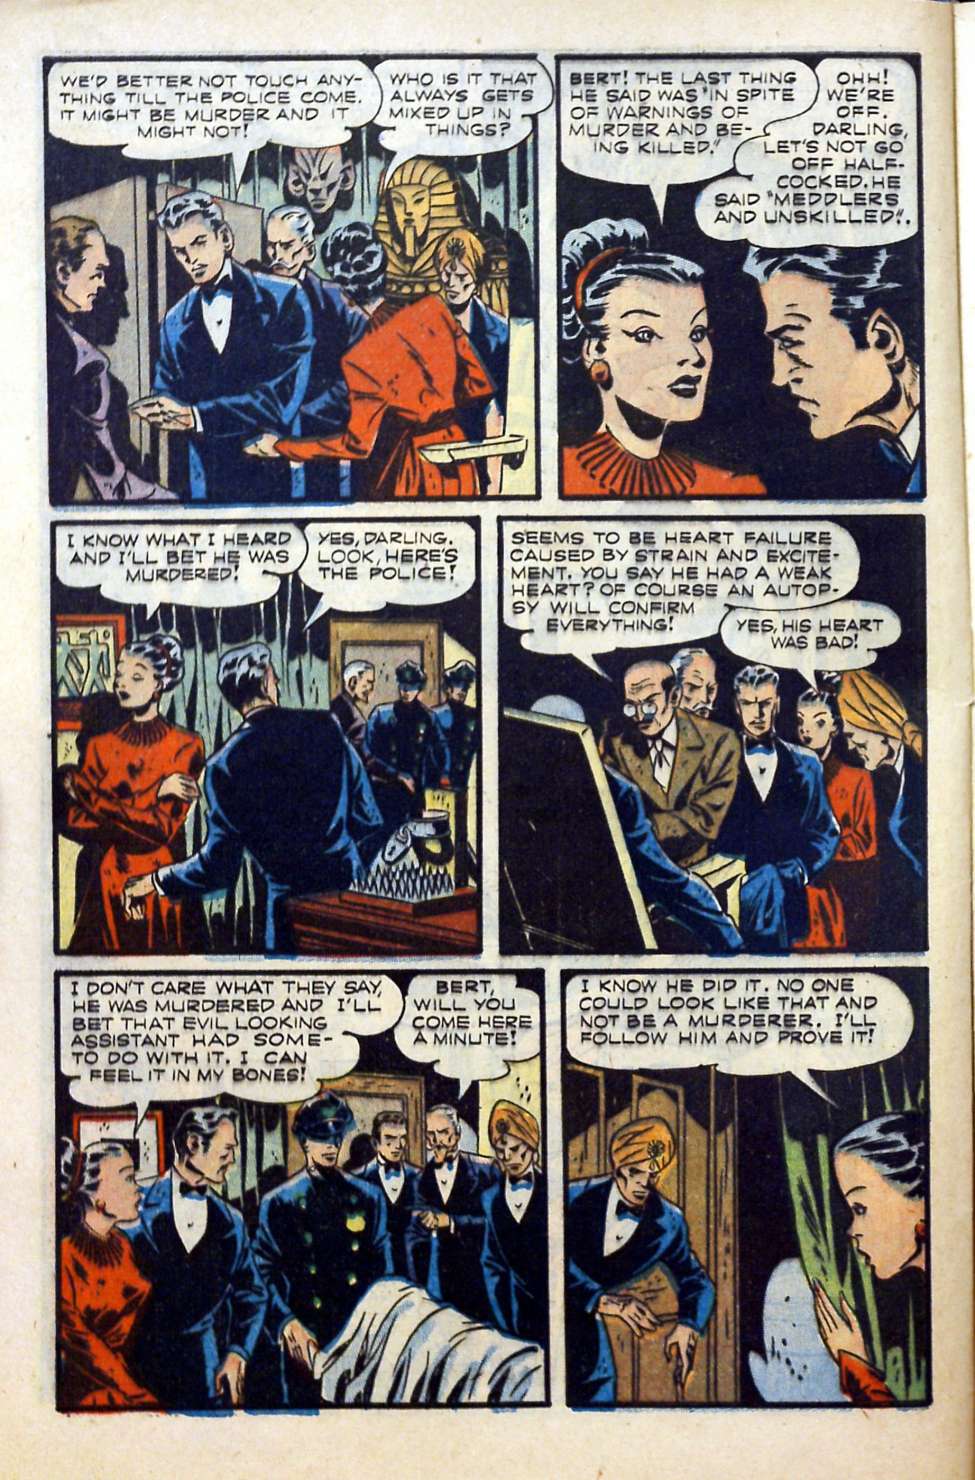 WE'D BETTER NOT TOUCH ANY-
THING TILL THE POLICE COME.
IT MIGHT BE MURDER AND IT
MIGHT NOT!
WHO IS IT THAT
ALWAYS GETS
MIXED UP IN
THINGS?
BERT! THE LAST THING
HE SAID WAS "IN SPITE
OF WARNINGS OF
MURDER AND BE-
ING KILLED."
OHH!
WE'RE
OFF.
DARLING,
LET'S NOT GO
OFF HALF-
COCKED. HE
SAID "MEDDLERS
AND UNSKILLED".
I KNOW WHAT I HEARD
AND I'LL BET HE WAS
MURDERED!
YES, DARLING.
LOOK, HERE'S
THE POLICE!
SEEMS TO BE HEART FAILURE
CAUSED BY STRAIN AND EXCITE-
MENT. YOU SAY HE HAD A WEAK
HEART? OF COURSE AN AUTOP-
SY WILL CONFIRM
EVERYTHING!
YES, HIS HEART
WAS BAD!
I DON'T CARE WHAT THEY SAY,
HE WAS MURDERED AND I'LL
BET THAT EVIL LOOKING
ASSISTANT HAD SOME-
TO DO WITH IT. I CAN
FEEL IT IN MY BONES!
BERT,
WILL YOU
COME HERE
A MINUTE!
I KNOW HE DID IT. NO ONE
COULD LOOK LIKE THAT AND
NOT BE A MURDERER. I'LL
FOLLOW HIM AND PROVE IT!